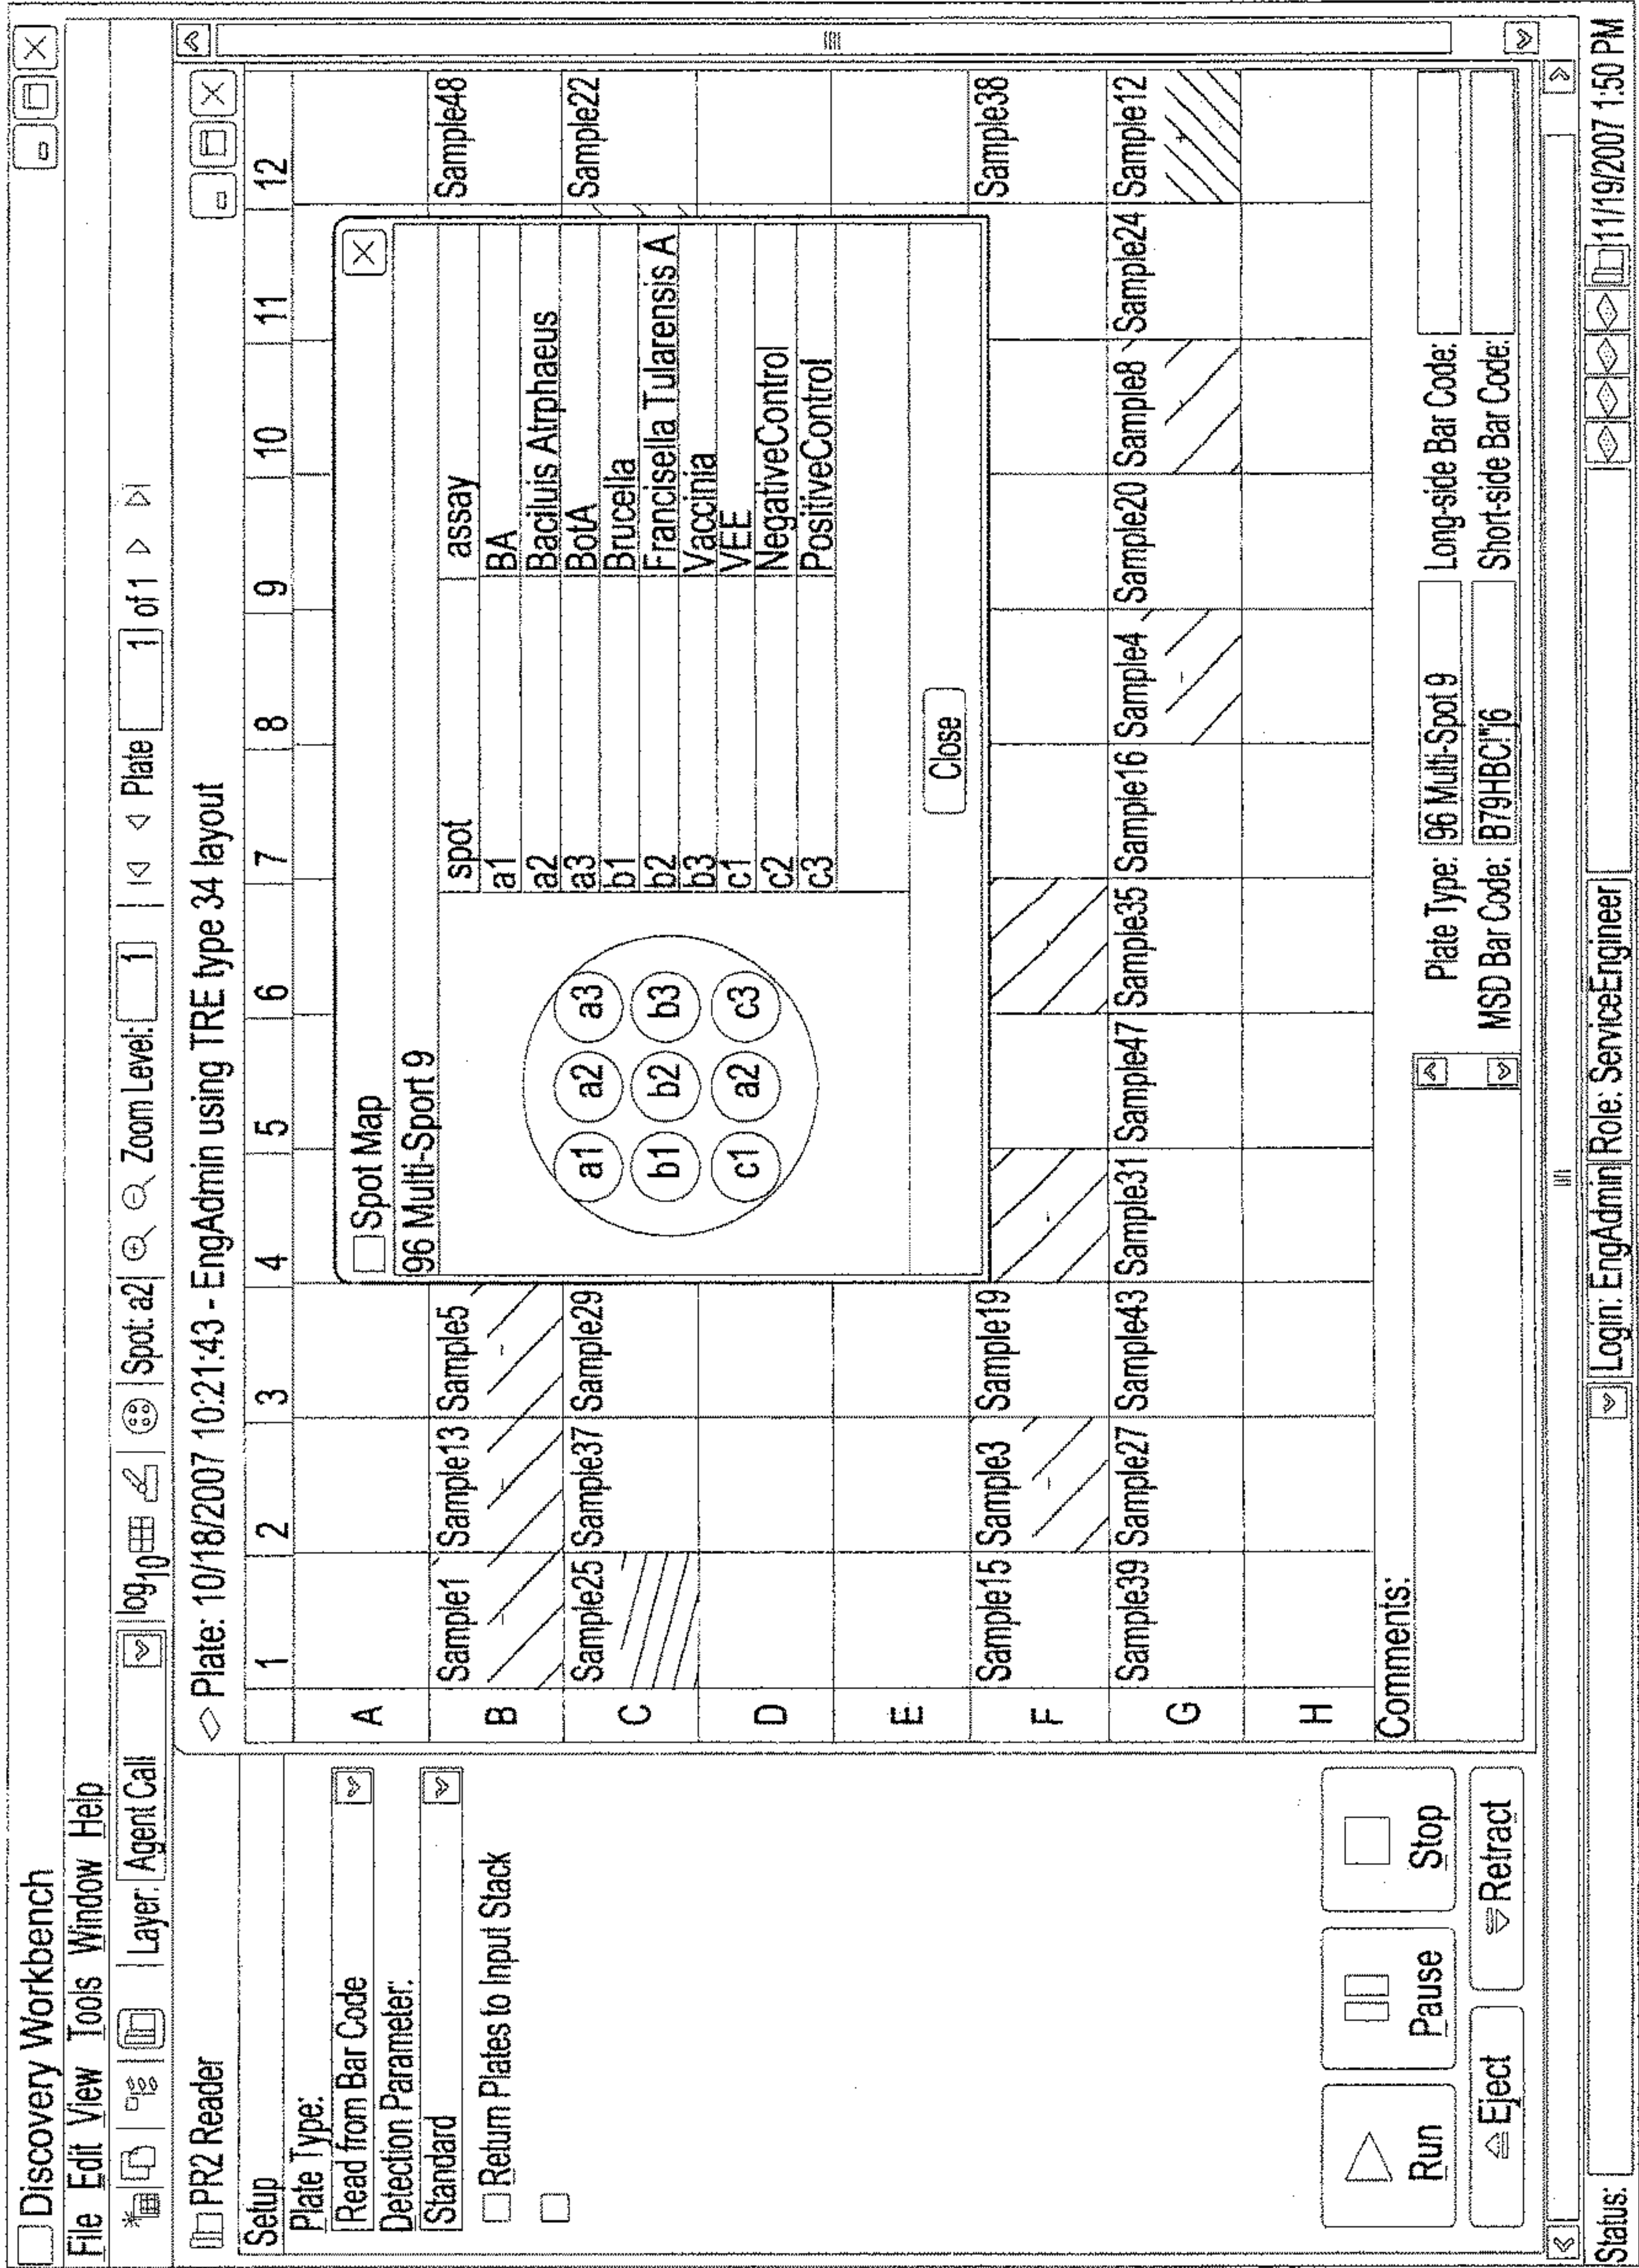 Discovery Workbench
File Edit View Tools Window Help
Layer: Agent Call log10 Spot: a2 Zoom Level: 1 Plate 1 of 1
PR2 Reader
Setup
Plate Type:
Read from Bar Code
Detection Parameter:
Standard
Return Plates to Input Stack
Run Pause Stop
Eject Retract
Plate: 10/18/2007 10:21:43 - EngAdmin using TRE type 34 layout
1 2 3 4 5 6 7 8 9 10 11 12
A
B Sample1 Sample13 Sample5 Sample48
C Sample25 Sample37 Sample29 Sample22
D
E
F Sample15 Sample3 Sample19 Sample38
G Sample39 Sample27 Sample43 Sample31 Sample47 Sample35 Sample16 Sample4 Sample20 Sample8 Sample24 Sample12
H
Spot Map
96 Multi-Sport 9
a1 a2 a3
b1 b2 b3
c1 a2 c3
spot assay
a1 BA
a2 Baciluis Atrphaeus
a3 BotA
b1 Brucella
b2 Francisella Tularensis A
b3 Vaccinia
c1 VEE
c2 NegativeControl
c3 PositiveControl
Close
Comments:
Plate Type: 96 Multi-Spot 9 Long-side Bar Code:
MSD Bar Code: Short-side Bar Code:
Status: Login: EngAdmin Role: ServiceEngineer 11/19/2007 1:50 PM